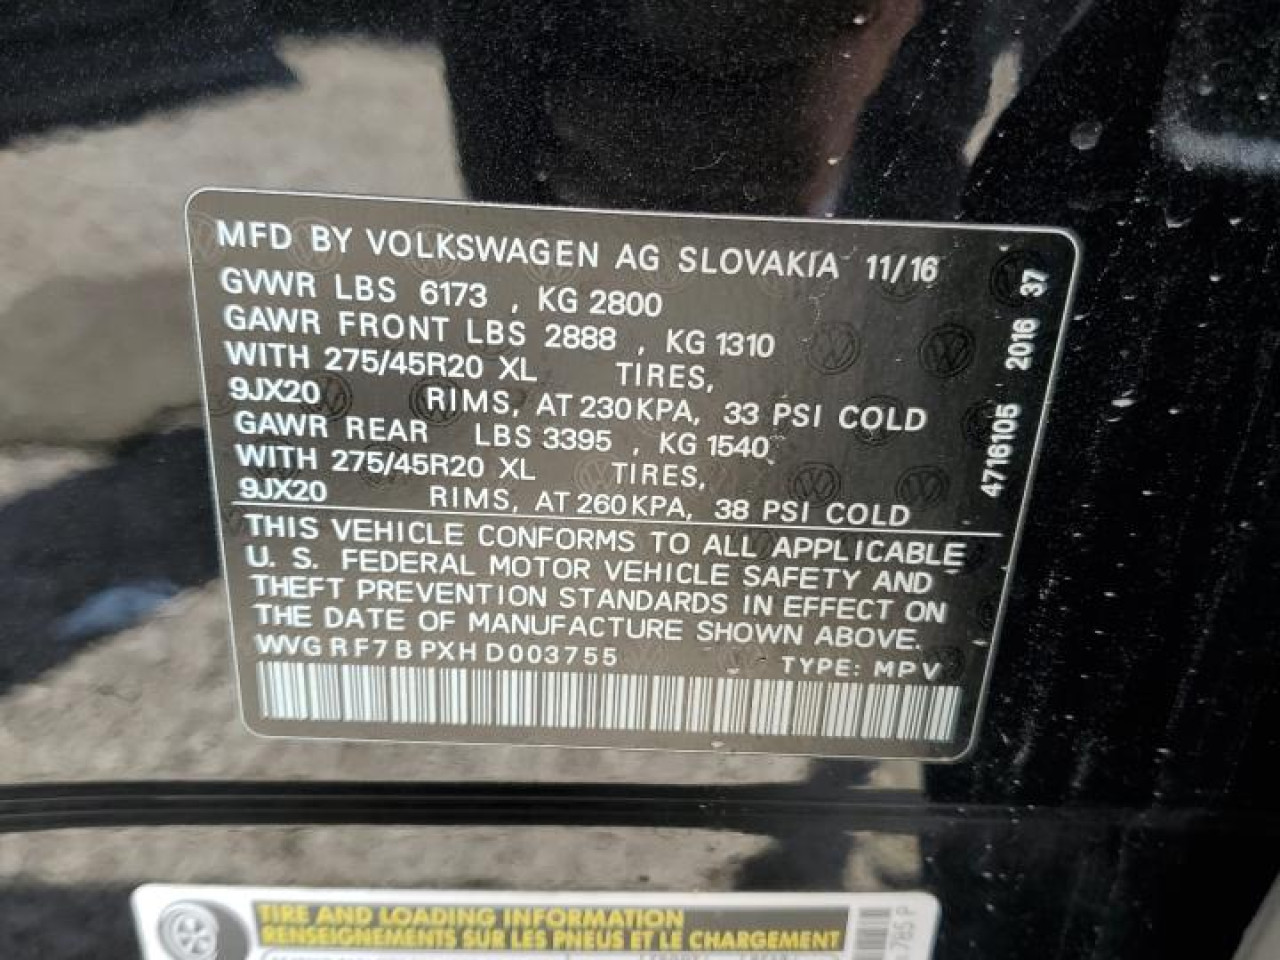 MFD BY VOLKSWAGEN AG SLOVAKIA 11/16
GVWR LBS 6173 , KG 2800
GAWR FRONT LBS 2888 , KG 1310
WITH 275/45R20 XL TIRES,
9JX20 RIMS, AT 230KPA, 33 PSI COLD
GAWR REAR LBS 3395 , KG 1540
WITH 275/45R20 XL TIRES,
9JX20 RIMS, AT 260KPA, 38 PSI COLD
4716105 2016 37
THIS VEHICLE CONFORMS TO ALL APPLICABLE
U. S. FEDERAL MOTOR VEHICLE SAFETY AND
THEFT PREVENTION STANDARDS IN EFFECT ON
THE DATE OF MANUFACTURE SHOWN ABOVE.
WVGRF7BPXHD003755 TYPE: MPV
TIRE AND LOADING INFORMATION
RENSEIGNEMENTS SUR LES PNEUS ET LE CHARGEMENT
785 P